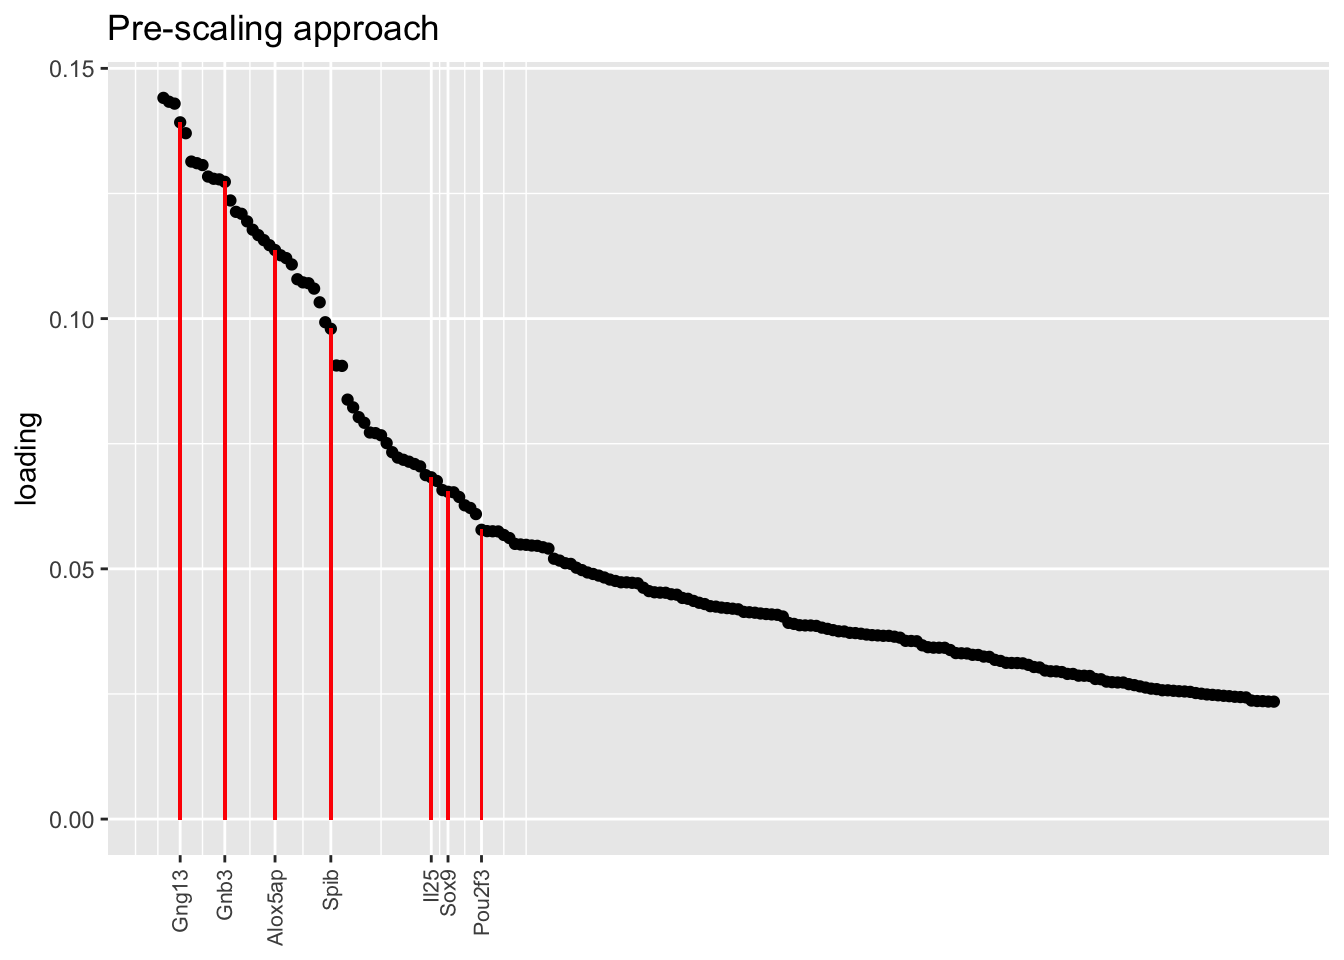 Pre-scaling approach
loading
0.15
0.10
0.05
0.00
Gng13
Gnb3
Alox5ap
Spib
Il25
Sox9
Pou2f3